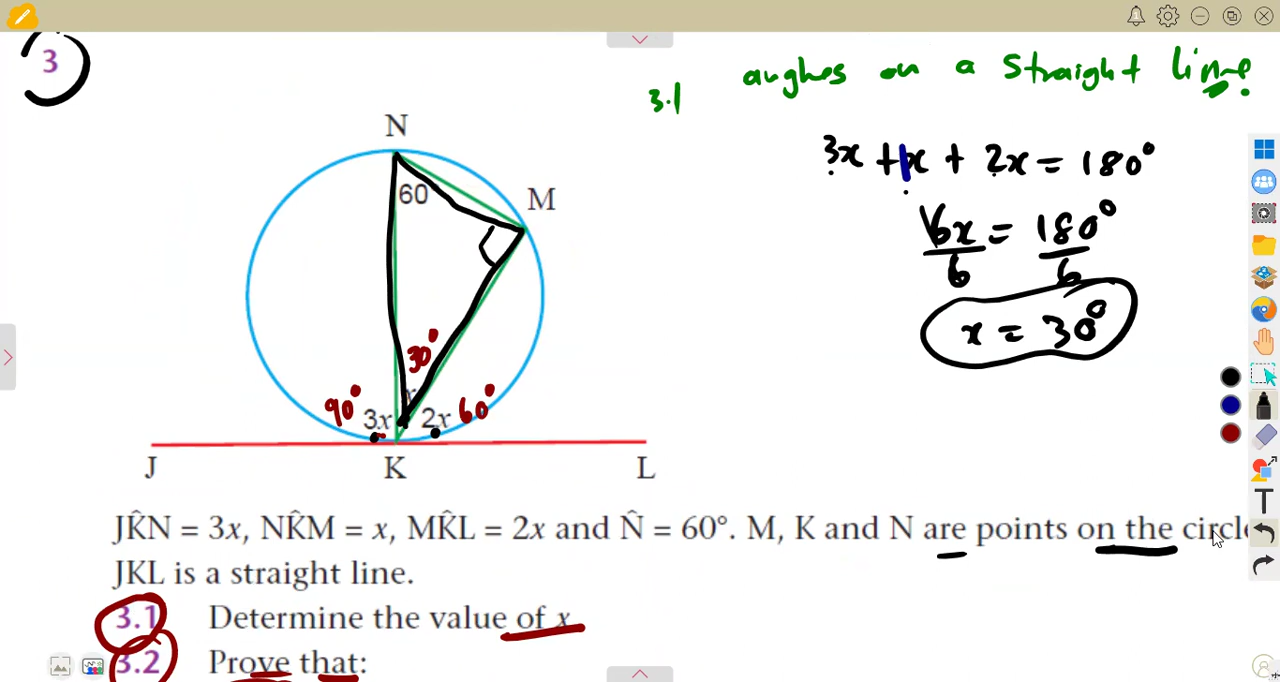 3
3.1 anghes on a straight line.
3x + x + 2x = 180°
6x = 180°
6 6
x = 30°
N
60
M
30°
90° 3x x 2x 60°
J K L
JK̂N = 3x, NK̂M = x, MK̂L = 2x and N̂ = 60°. M, K and N are points on the circle
JKL is a straight line.
3.1 Determine the value of x
3.2 Prove that:
T